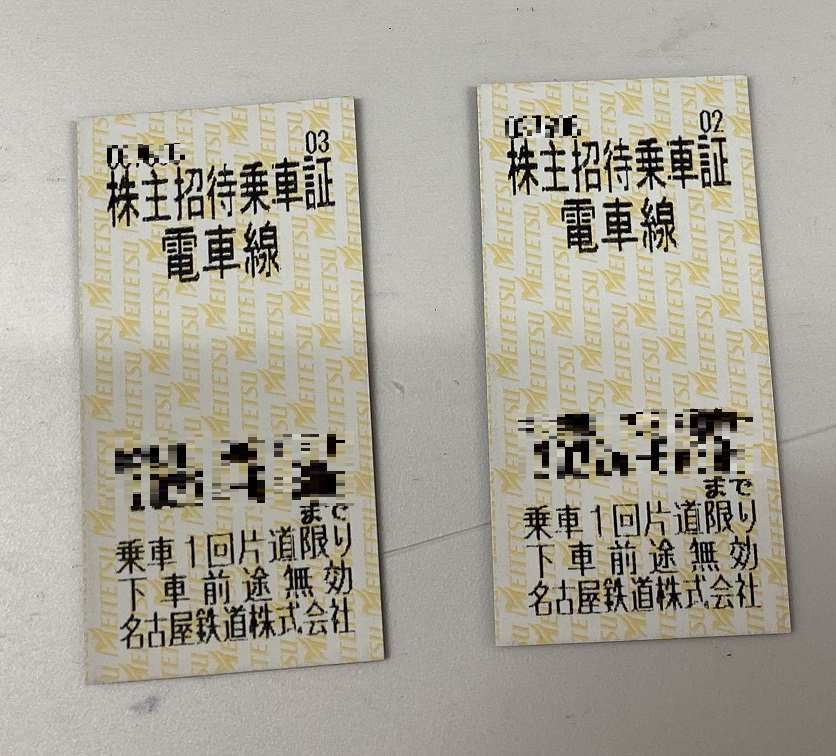 03
株主招待乗車証
電車線
まで
乗車1回片道限り
下車前途無効
名古屋鉄道株式会社
02
株主招待乗車証
電車線
まで
乗車1回片道限り
下車前途無効
名古屋鉄道株式会社
MEITETSU